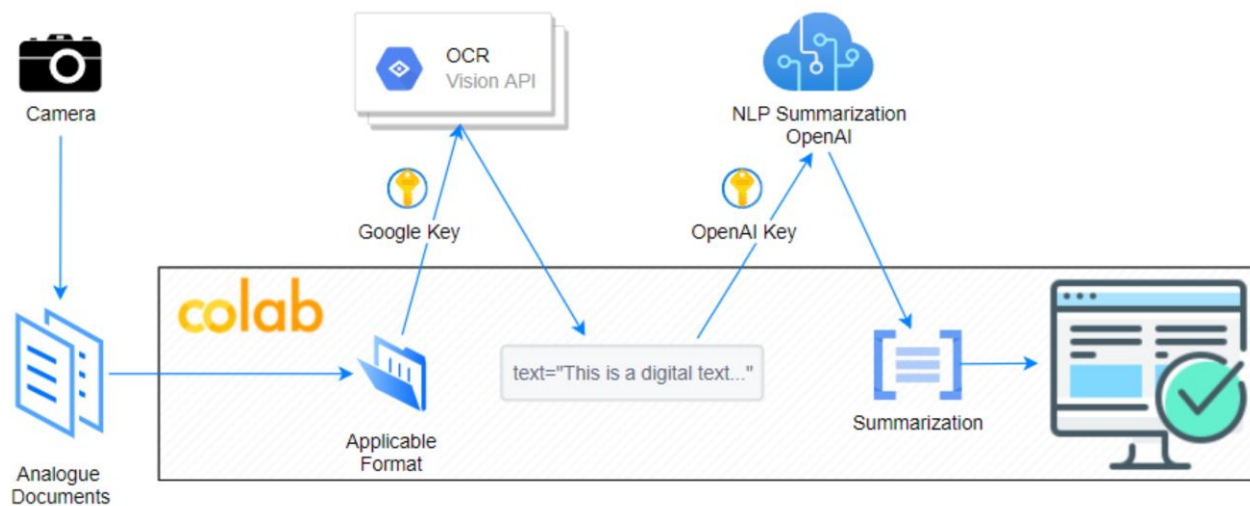 Camera
OCR
Vision API
NLP Summarization
OpenAI
Google Key
OpenAI Key
colab
text="This is a digital text..."
Applicable
Format
Summarization
Analogue
Documents